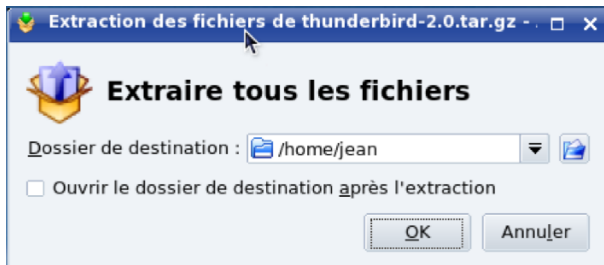 Extraction des fichiers de thunderbird-2.0.tar.gz - .
Extraire tous les fichiers
Dossier de destination : /home/jean
Ouvrir le dossier de destination après l'extraction
OK Annuler